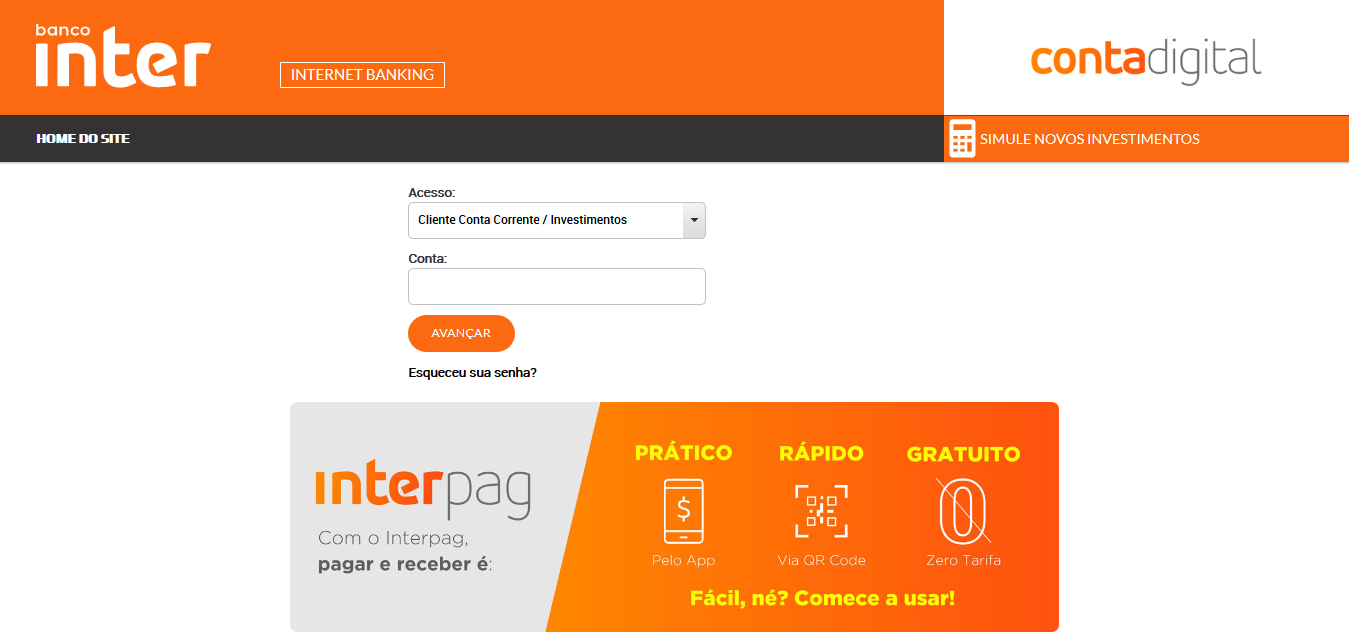 banco
inter
INTERNET BANKING
contadigital
HOME DO SITE
SIMULE NOVOS INVESTIMENTOS
Acesso:
Cliente Conta Corrente / Investimentos
Conta:
AVANÇAR
Esqueceu sua senha?
interpag
Com o Interpag,
pagar e receber é:
PRÁTICO
RÁPIDO
GRATUITO
$
0
Pelo App
Via QR Code
Zero Tarifa
Fácil, né? Comece a usar!